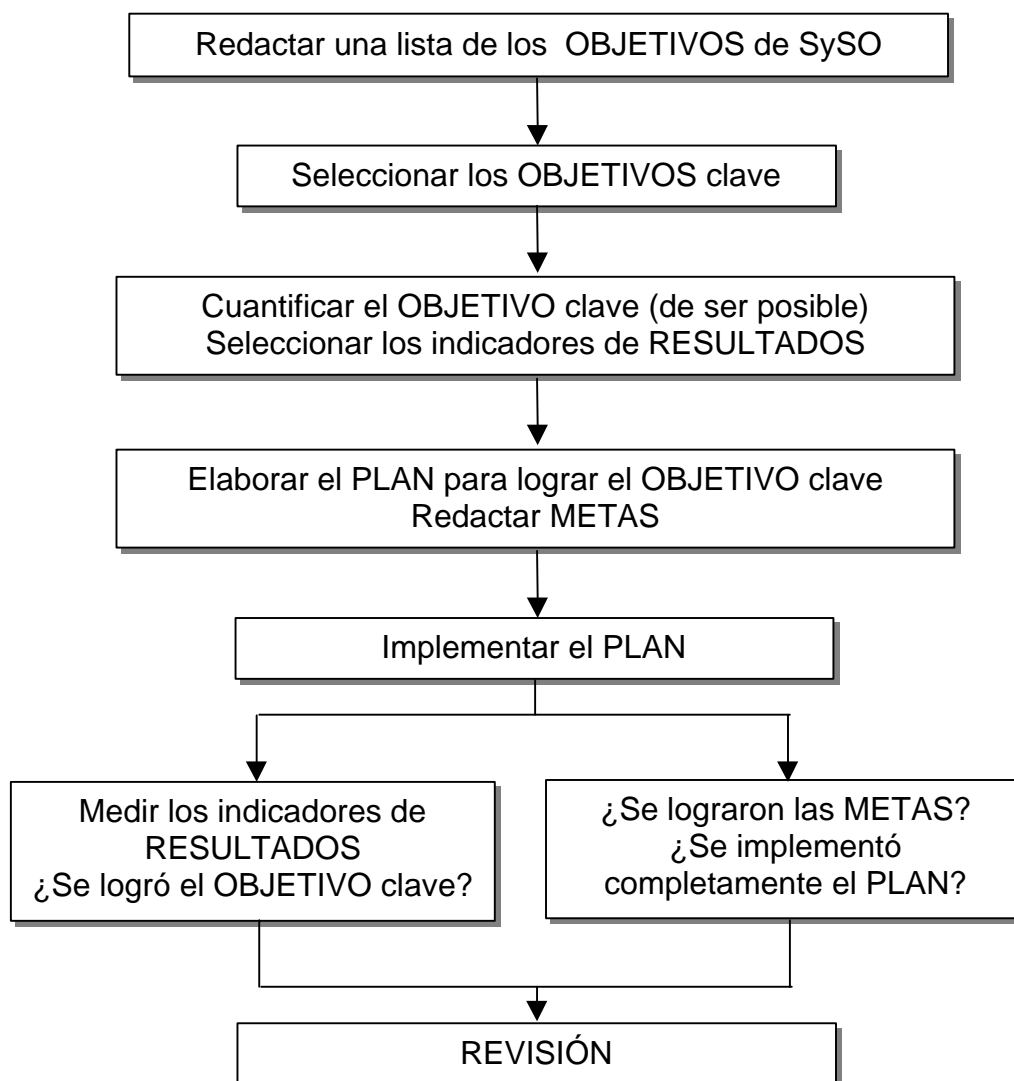 Redactar una lista de los  OBJETIVOS de SySO
Seleccionar los OBJETIVOS clave
Cuantificar el OBJETIVO clave (de ser posible)
Seleccionar los indicadores de RESULTADOS
Elaborar el PLAN para lograr el OBJETIVO clave
Redactar METAS
Implementar el PLAN
Medir los indicadores de
RESULTADOS
¿Se logró el OBJETIVO clave?
¿Se lograron las METAS?
¿Se implementó
completamente el PLAN?
REVISIÓN